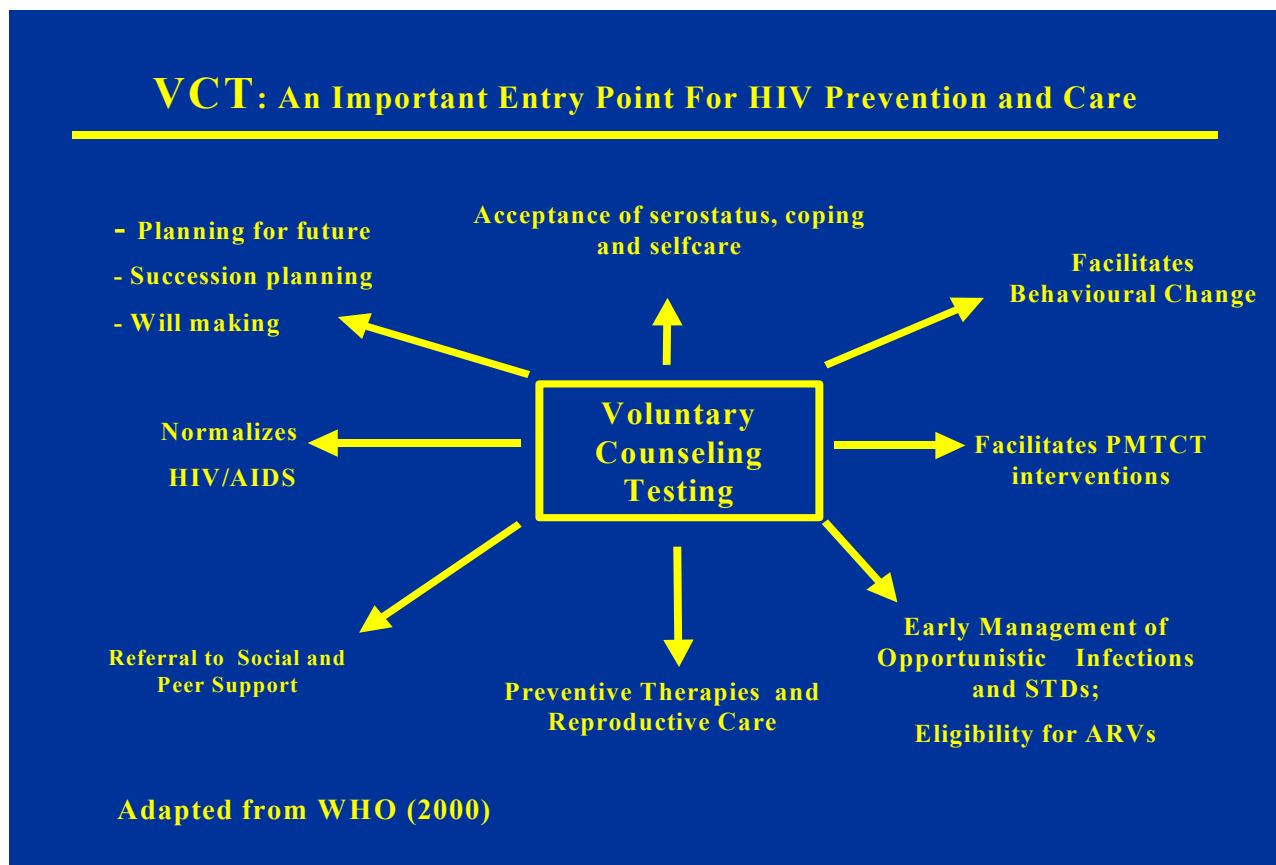 VCT: An Important Entry Point For HIV Prevention and Care
- Planning for future
- Succession planning
- Will making
Acceptance of serostatus, coping
and selfcare
Facilitates
Behavioural Change
Normalizes
HIV/AIDS
Voluntary
Counseling
Testing
Facilitates PMTCT
interventions
Referral to Social and
Peer Support
Preventive Therapies and
Reproductive Care
Early Management of
Opportunistic Infections
and STDs;
Eligibility for ARVs
Adapted from WHO (2000)